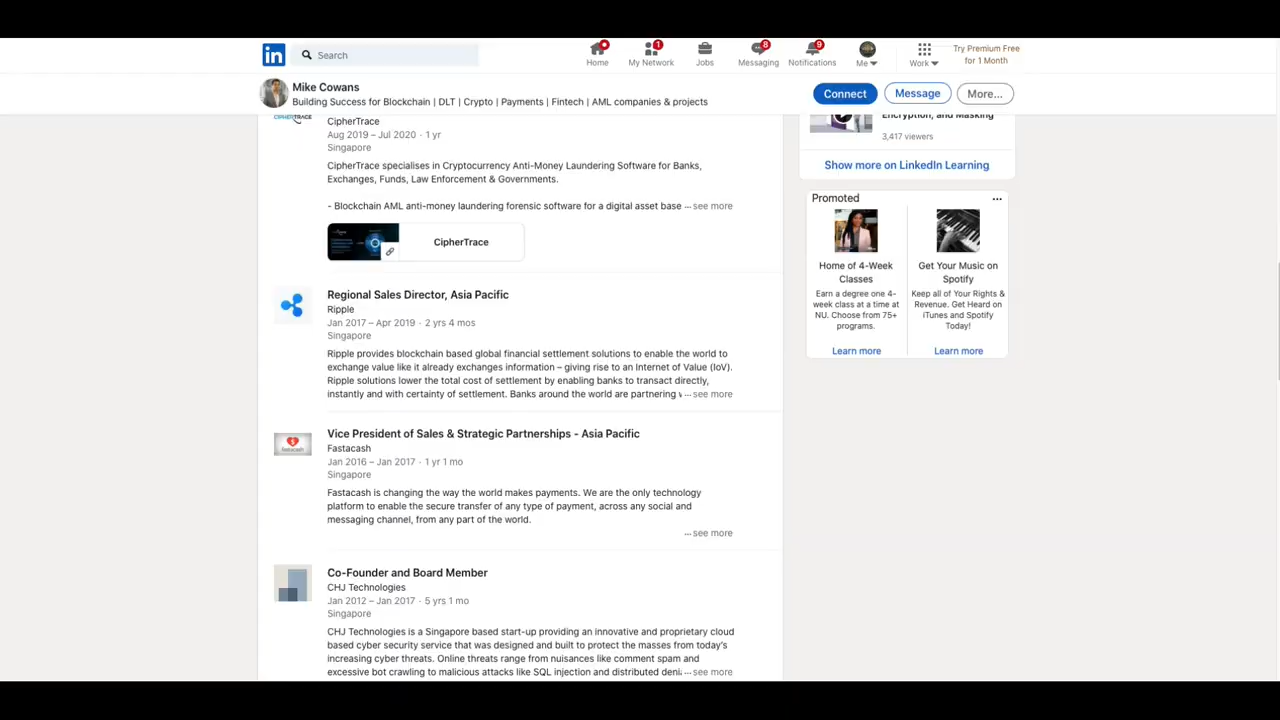 in
Search
Home
1
My Network
Jobs
8
Messaging
9
Notifications
Me
Work
Try Premium Free
for 1 Month
Mike Cowans
Building Success for Blockchain | DLT | Crypto | Payments | Fintech | AML companies & projects
Connect
Message
More...
CIPHERTRACE
CipherTrace
Aug 2019 – Jul 2020 · 1 yr
Singapore
CipherTrace specialises in Cryptocurrency Anti-Money Laundering Software for Banks,
Exchanges, Funds, Law Enforcement & Governments.
- Blockchain AML anti-money laundering forensic software for a digital asset base ...see more
CipherTrace
Regional Sales Director, Asia Pacific
Ripple
Jan 2017 – Apr 2019 · 2 yrs 4 mos
Singapore
Ripple provides blockchain based global financial settlement solutions to enable the world to
exchange value like it already exchanges information – giving rise to an Internet of Value (IoV).
Ripple solutions lower the total cost of settlement by enabling banks to transact directly,
instantly and with certainty of settlement. Banks around the world are partnering ...see more
fastacash
Vice President of Sales & Strategic Partnerships - Asia Pacific
Fastacash
Jan 2016 – Jan 2017 · 1 yr 1 mo
Singapore
Fastacash is changing the way the world makes payments. We are the only technology
platform to enable the secure transfer of any type of payment, across any social and
messaging channel, from any part of the world.
...see more
Co-Founder and Board Member
CHJ Technologies
Jan 2012 – Jan 2017 · 5 yrs 1 mo
Singapore
CHJ Technologies is a Singapore based start-up providing an innovative and proprietary cloud
based cyber security service that was designed and built to protect the masses from today's
increasing cyber threats. Online threats range from nuisances like comment spam and
excessive bot crawling to malicious attacks like SQL injection and distributed deni ...see more
Encryption, and Masking
3,417 viewers
Show more on LinkedIn Learning
Promoted
...
Home of 4-Week
Classes
Earn a degree one 4-
week class at a time at
NU. Choose from 75+
programs.
Learn more
Get Your Music on
Spotify
Keep all of Your Rights &
Revenue. Get Heard on
iTunes and Spotify
Today!
Learn more